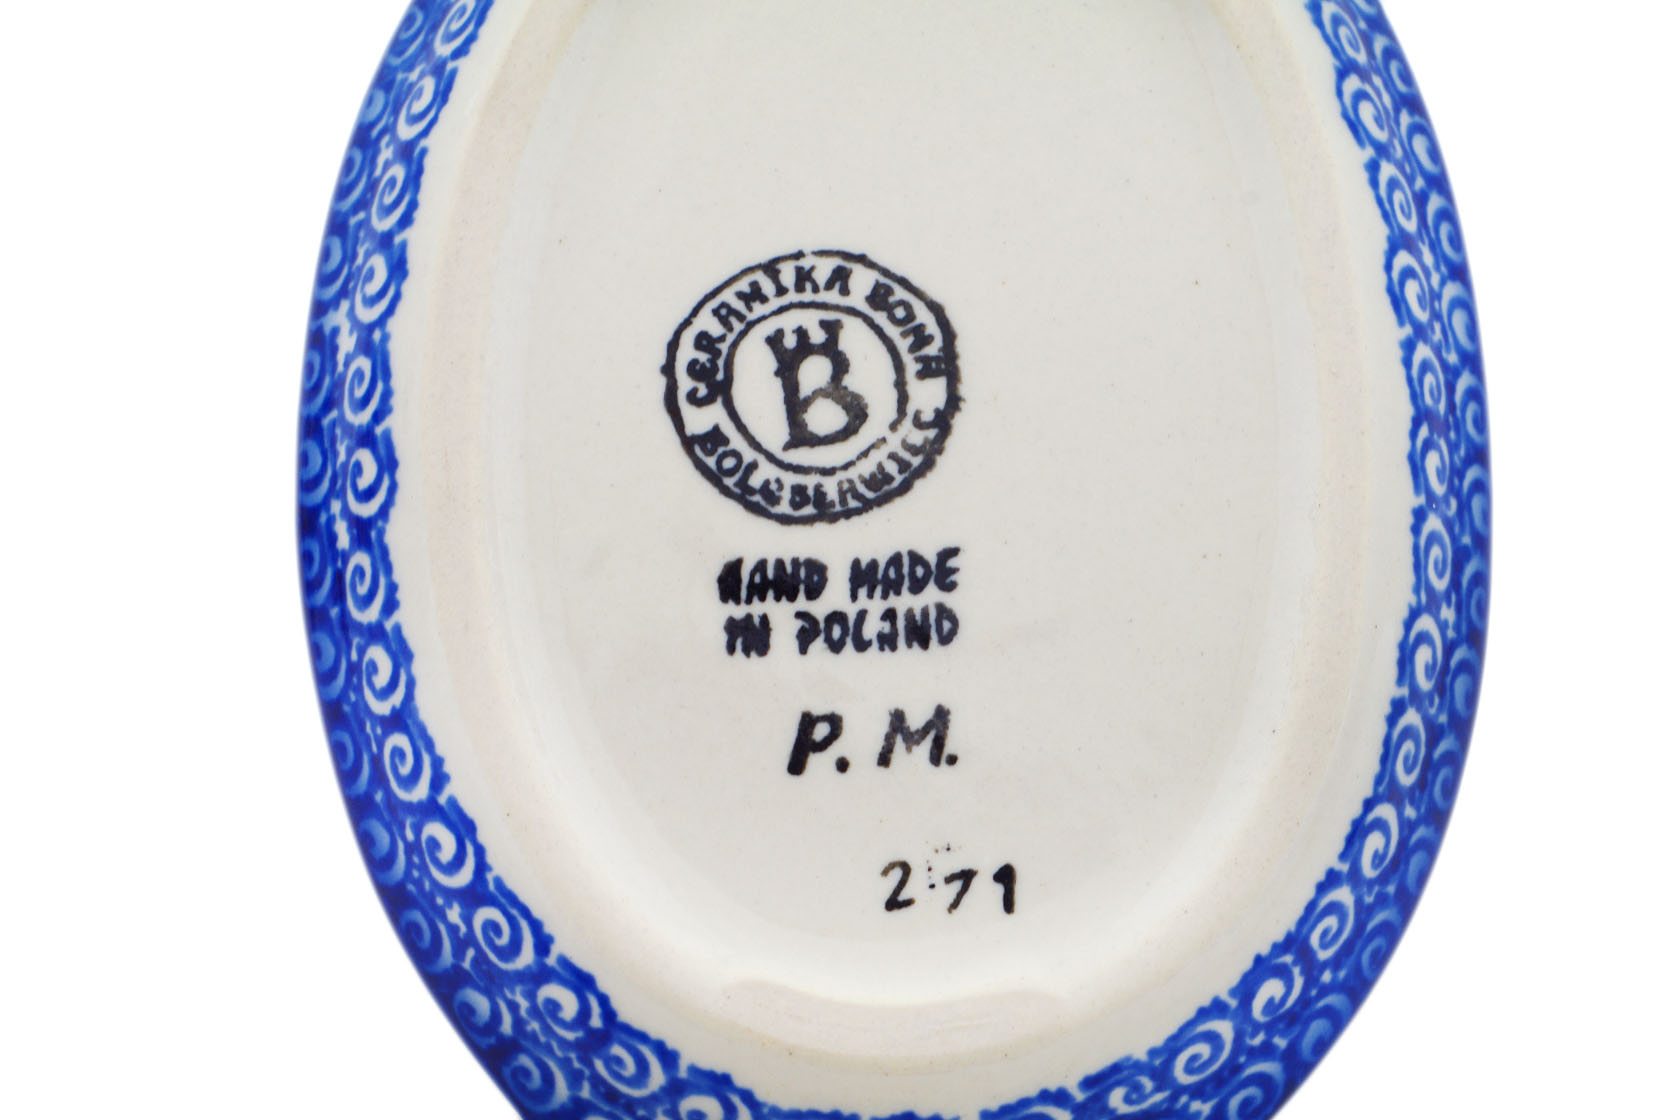 CERAMIKA BONA
BOLESŁAWIEC
B
HAND MADE
IN POLAND
P. M.
271